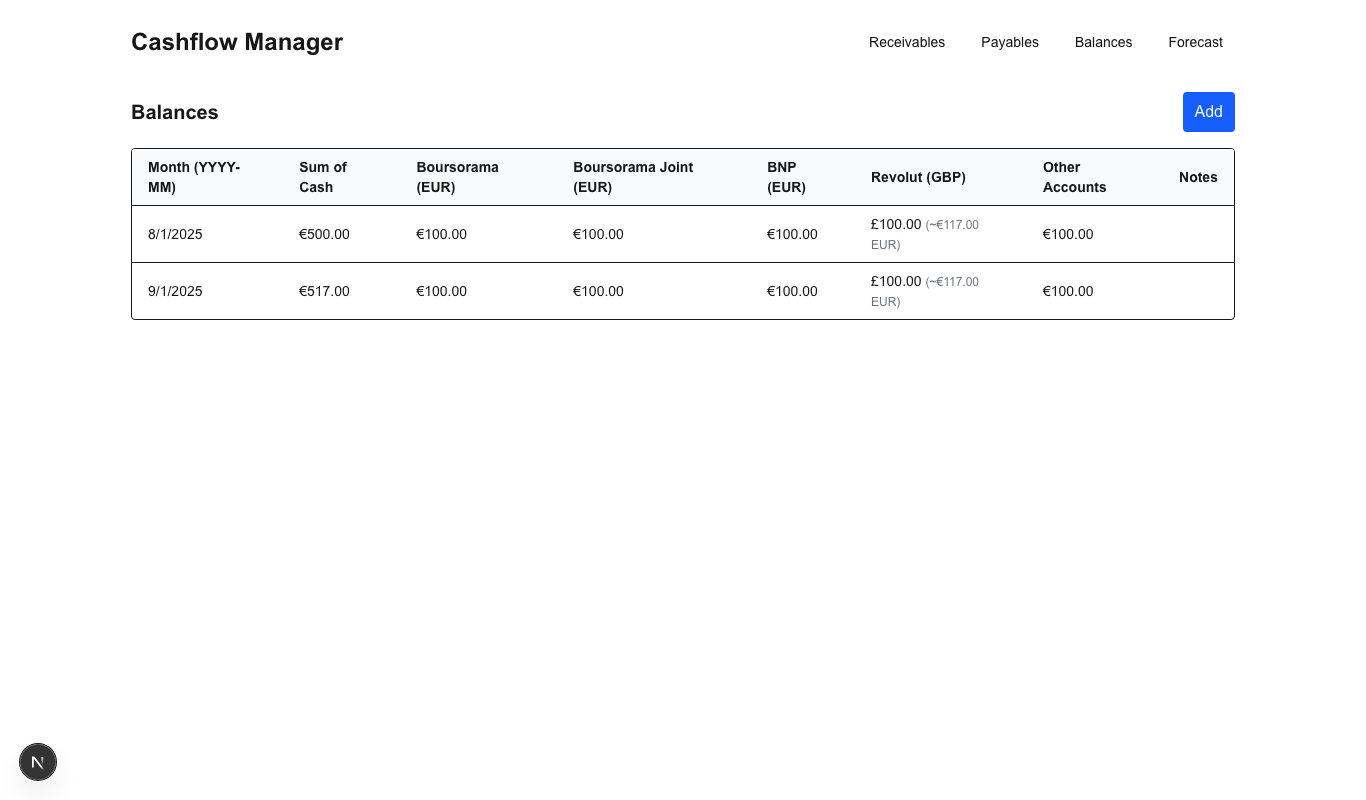 Cashflow Manager
Receivables Payables Balances Forecast
Balances
Add
Month (YYYY-
MM)
Sum of
Cash
Boursorama
(EUR)
Boursorama Joint
(EUR)
BNP
(EUR)
Revolut (GBP)
Other
Accounts
Notes
8/1/2025 €500.00 €100.00 €100.00 €100.00 £100.00 (~€117.00
EUR)
€100.00
9/1/2025 €517.00 €100.00 €100.00 €100.00 £100.00 (~€117.00
EUR)
€100.00
N